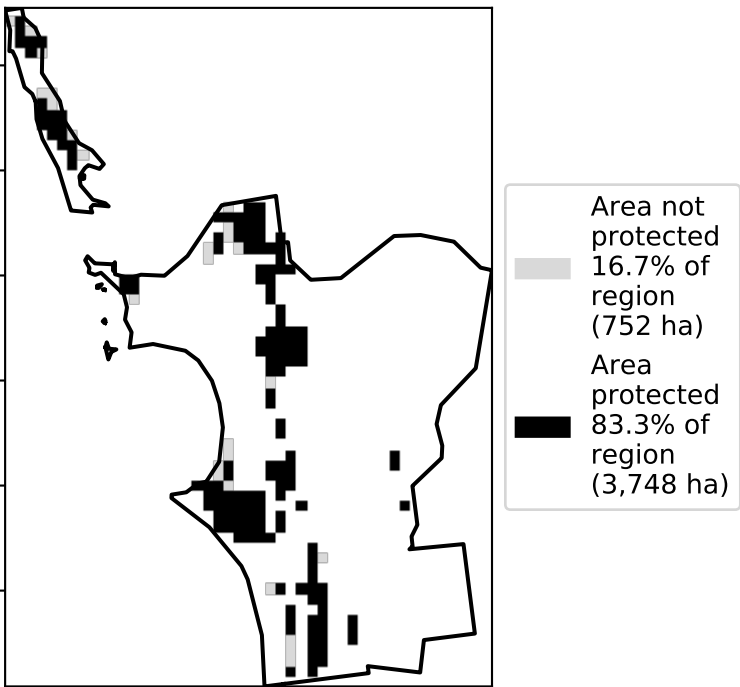 Area not
protected
16.7% of
region
(752 ha)
Area
protected
83.3% of
region
(3,748 ha)